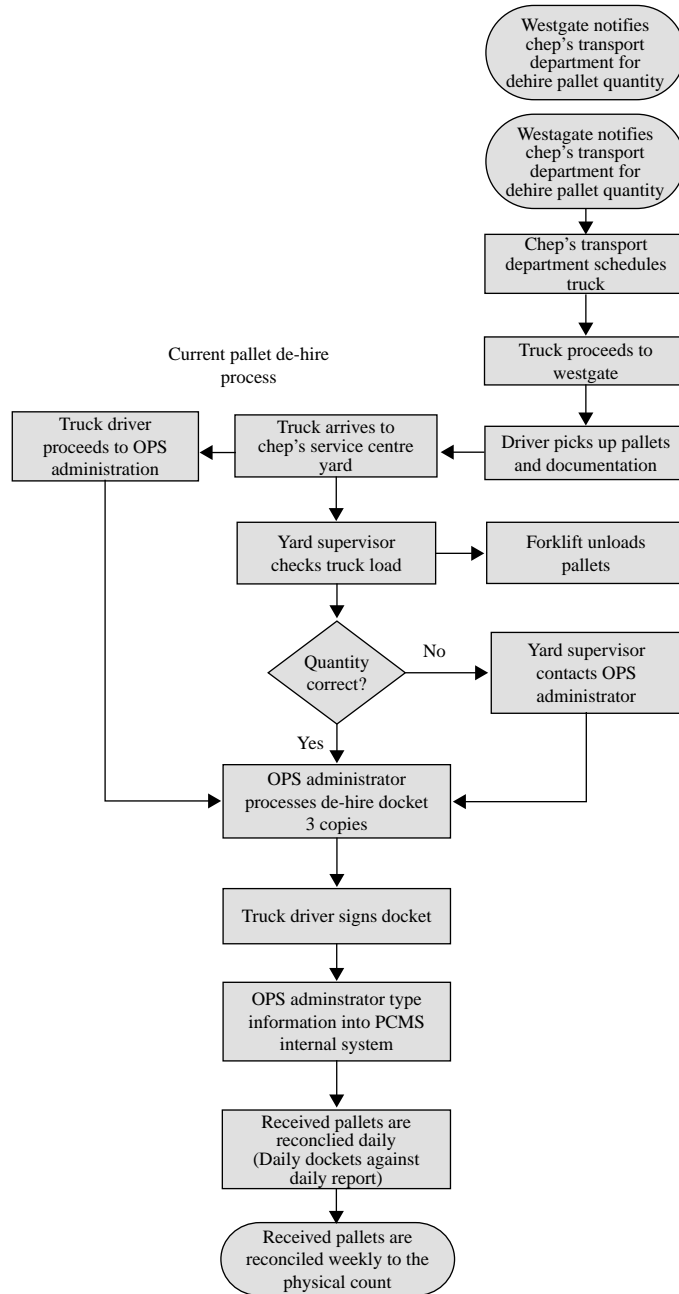 Westgate notifies
chep’s transport
department for
dehire pallet quantity
Westagate notifies
chep’s transport
department for
dehire pallet quantity
Chep’s transport
department schedules
truck
Truck proceeds to
westgate
Current pallet de-hire
process
Driver picks up pallets
and documentation
Truck arrives to
chep’s service centre
yard
Truck driver
proceeds to OPS
administration
Yard supervisor
checks truck load
Forklift unloads
pallets
Quantity
correct?
No
Yard supervisor
contacts OPS
administrator
Yes
OPS administrator
processes de-hire docket
3 copies
Truck driver signs docket
OPS adminstrator type
information into PCMS
internal system
Received pallets are
reconclied daily
(Daily dockets against
daily report)
Received pallets are
reconciled weekly to the
physical count